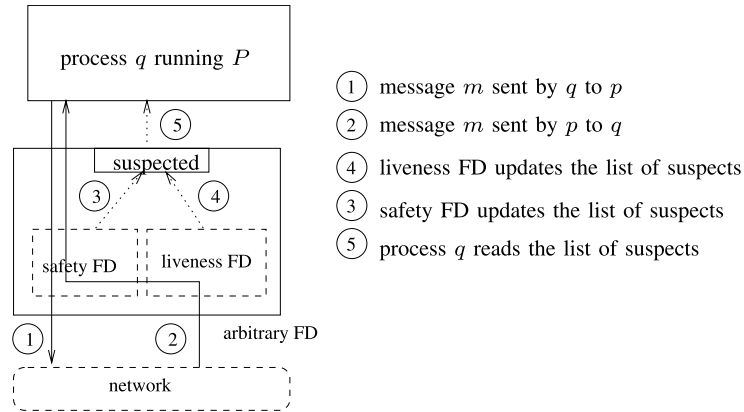 process q running P
5
suspected
3
4
safety FD
liveness FD
1
2
arbitrary FD
network
1 message m sent by q to p
2 message m sent by p to q
4 liveness FD updates the list of suspects
3 safety FD updates the list of suspects
5 process q reads the list of suspects